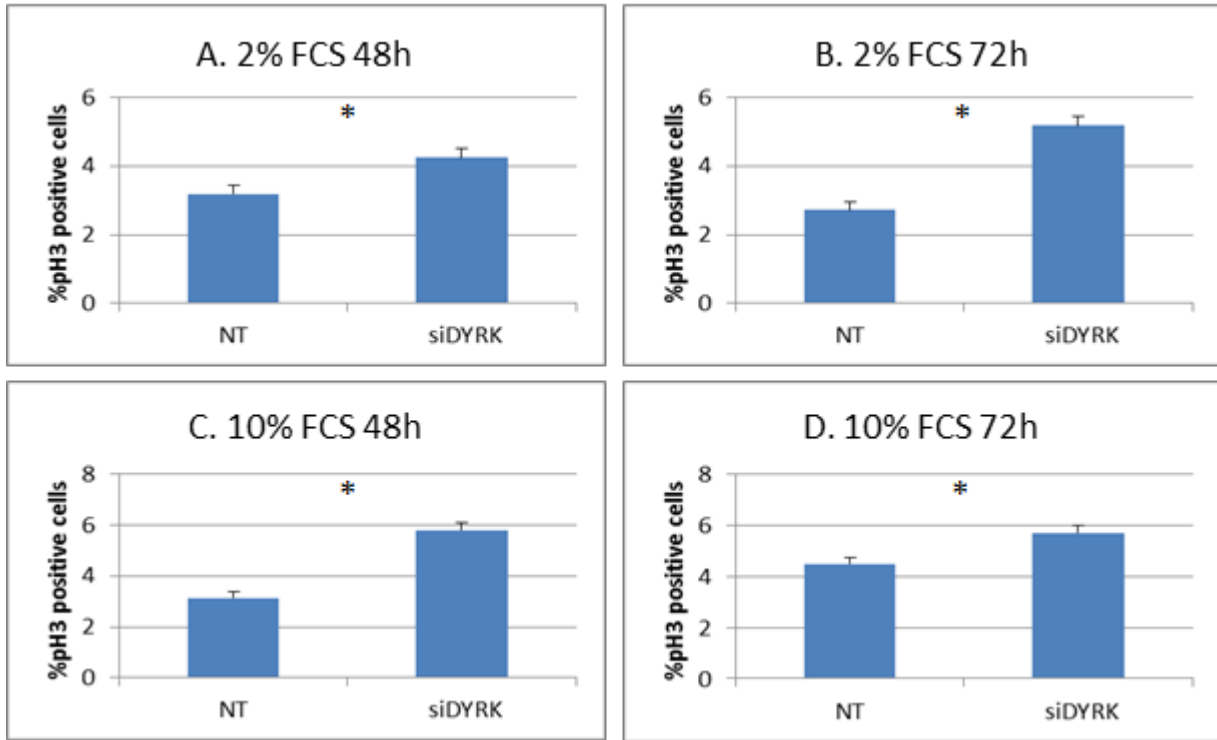 A. 2% FCS 48h
%pH3 positive cells
6
*
4
2
0
NT siDYRK
B. 2% FCS 72h
%pH3 positive cells
6
*
4
2
0
NT siDYRK
C. 10% FCS 48h
%pH3 positive cells
8
*
6
4
2
0
NT siDYRK
D. 10% FCS 72h
%pH3 positive cells
8
*
6
4
2
0
NT siDYRK